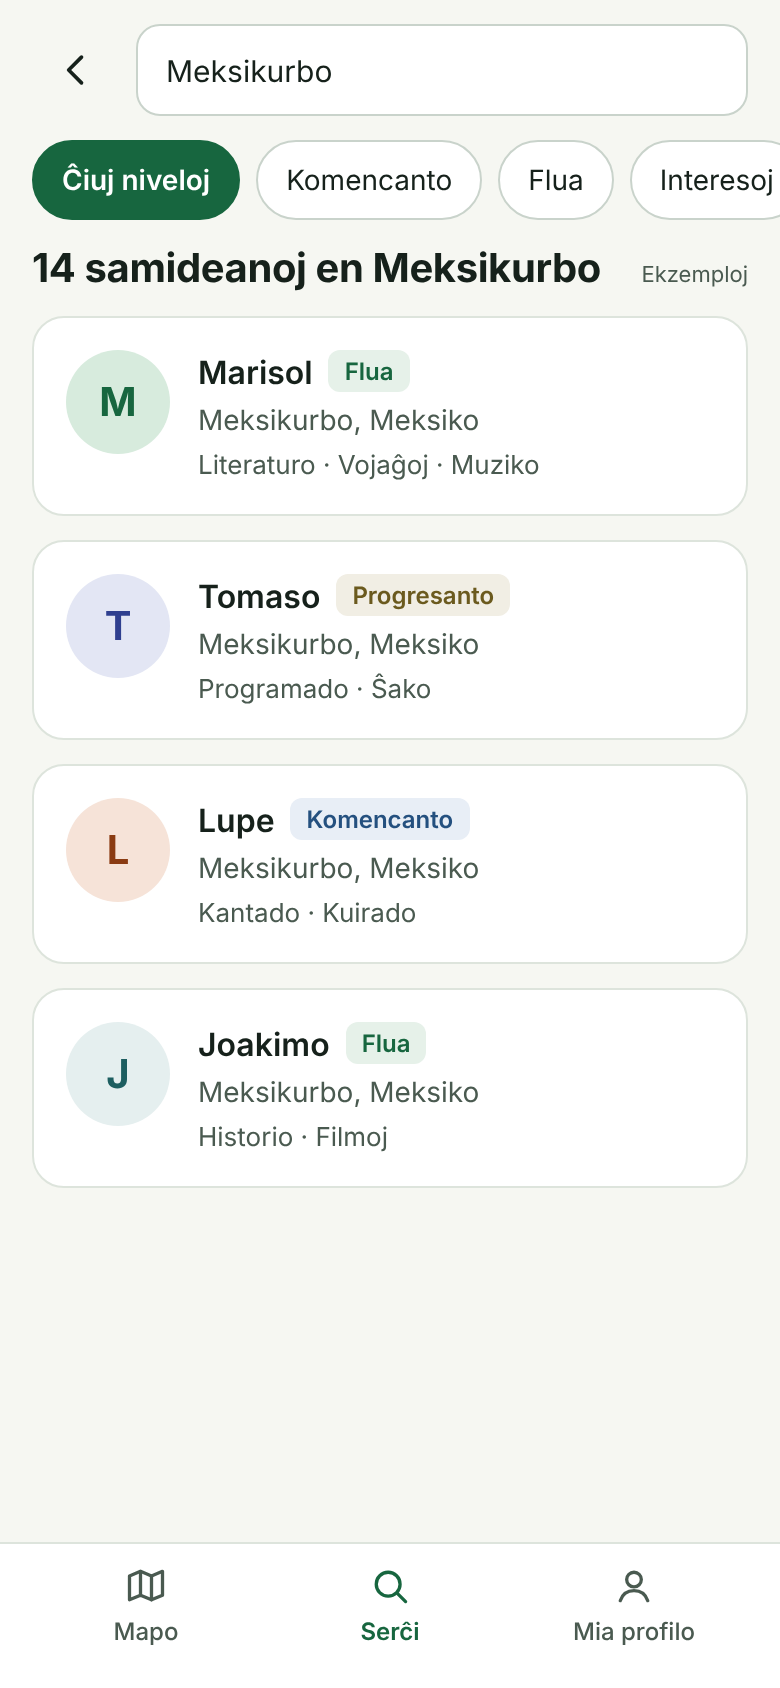 Meksikurbo
Ĉiuj niveloj
Komencanto
Flua
Interesoj
14 samideanoj en Meksikurbo
Ekzemploj
M
Marisol
Flua
Meksikurbo, Meksiko
Literaturo · Vojaĝoj · Muziko
T
Tomaso
Progresanto
Meksikurbo, Meksiko
Programado · Ŝako
L
Lupe
Komencanto
Meksikurbo, Meksiko
Kantado · Kuirado
J
Joakimo
Flua
Meksikurbo, Meksiko
Historio · Filmoj
Mapo
Serĉi
Mia profilo